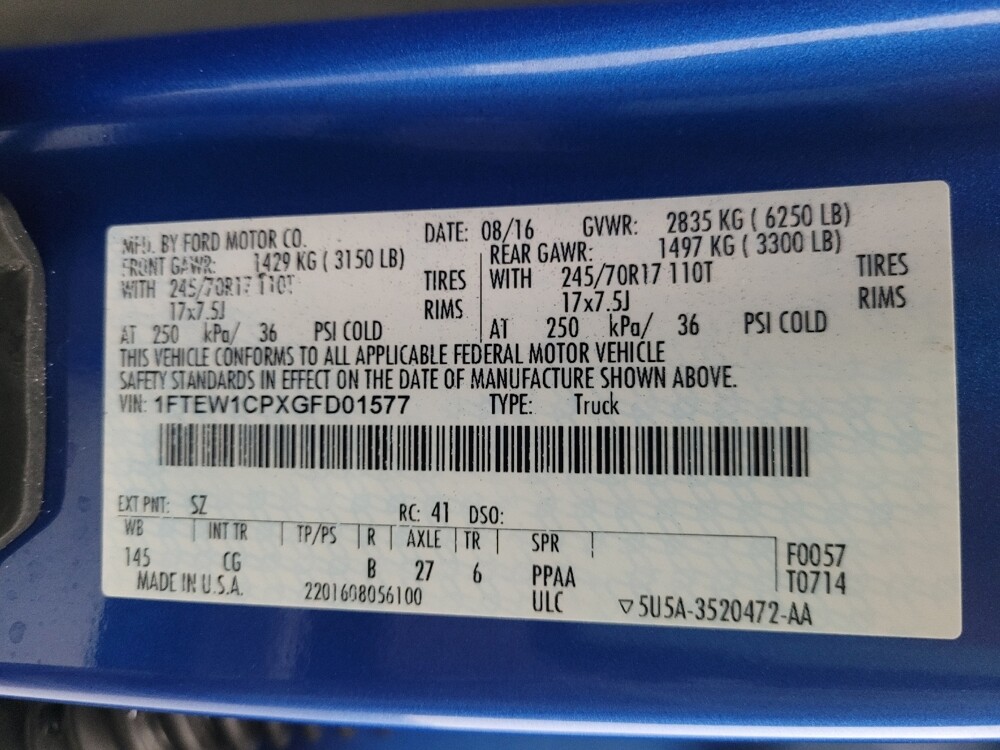 MFD. BY FORD MOTOR CO. DATE: 08/16 GVWR: 2835 KG ( 6250 LB)
FRONT GAWR: 1429 KG ( 3150 LB) REAR GAWR: 1497 KG ( 3300 LB)
WITH 245/70R17 110T TIRES WITH 245/70R17 110T TIRES
17x7.5J RIMS 17x7.5J RIMS
AT 250 kPa/ 36 PSI COLD AT 250 kPa/ 36 PSI COLD
THIS VEHICLE CONFORMS TO ALL APPLICABLE FEDERAL MOTOR VEHICLE
SAFETY STANDARDS IN EFFECT ON THE DATE OF MANUFACTURE SHOWN ABOVE.
VIN: 1FTEW1CPXGFD01577 TYPE: Truck
EXT PNT: SZ RC: 41 DSO:
WB INT TR TP/PS R AXLE TR SPR F0057
145 CG B 27 6 PPAA T0714
MADE IN U.S.A. 2201608056100 ULC ▽5U5A-3520472-AA